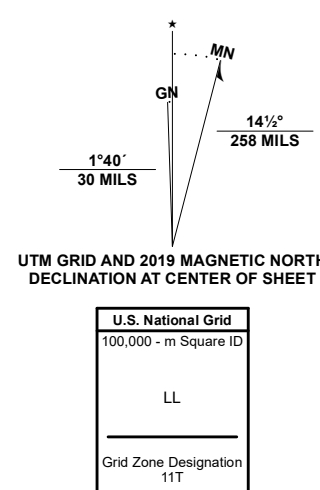 ★
MN
GN
14½°
258 MILS
1°40´
30 MILS
UTM GRID AND 2019 MAGNETIC NORTH
DECLINATION AT CENTER OF SHEET
U.S. National Grid
100,000 - m Square ID
LL
Grid Zone Designation
11T